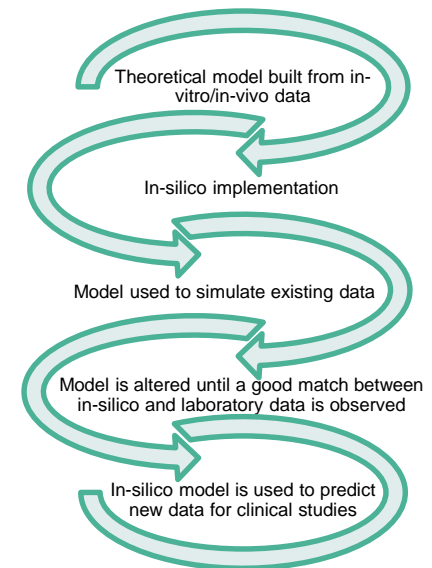 Theoretical model built from in-
vitro/in-vivo data
In-silico implementation
Model used to simulate existing data
Model is altered until a good match between
in-silico and laboratory data is observed
In-silico model is used to predict
new data for clinical studies